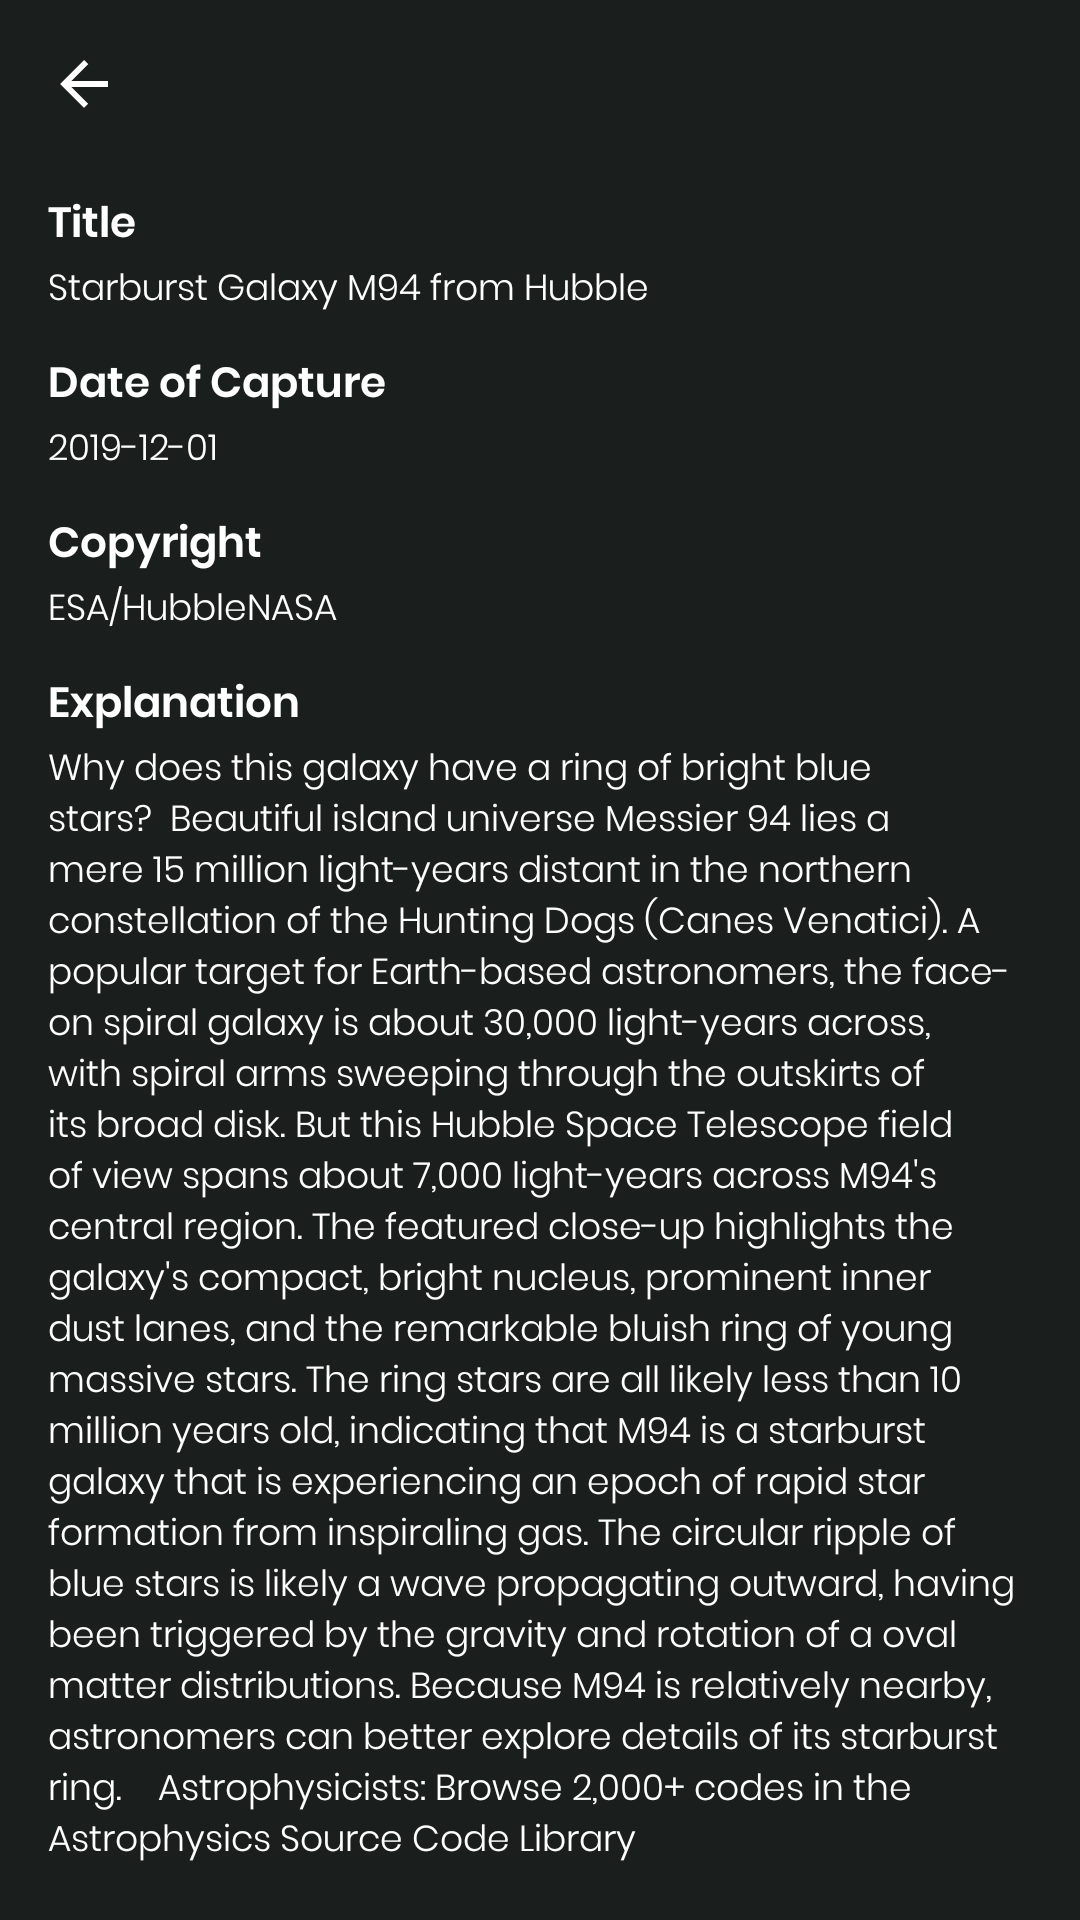 Title
Starburst Galaxy M94 from Hubble
Date of Capture
2019-12-01
Copyright
ESA/HubbleNASA
Explanation
Why does this galaxy have a ring of bright blue
stars?  Beautiful island universe Messier 94 lies a
mere 15 million light-years distant in the northern
constellation of the Hunting Dogs (Canes Venatici). A
popular target for Earth-based astronomers, the face-
on spiral galaxy is about 30,000 light-years across,
with spiral arms sweeping through the outskirts of
its broad disk. But this Hubble Space Telescope field
of view spans about 7,000 light-years across M94's
central region. The featured close-up highlights the
galaxy's compact, bright nucleus, prominent inner
dust lanes, and the remarkable bluish ring of young
massive stars. The ring stars are all likely less than 10
million years old, indicating that M94 is a starburst
galaxy that is experiencing an epoch of rapid star
formation from inspiraling gas. The circular ripple of
blue stars is likely a wave propagating outward, having
been triggered by the gravity and rotation of a oval
matter distributions. Because M94 is relatively nearby,
astronomers can better explore details of its starburst
ring.    Astrophysicists: Browse 2,000+ codes in the
Astrophysics Source Code Library